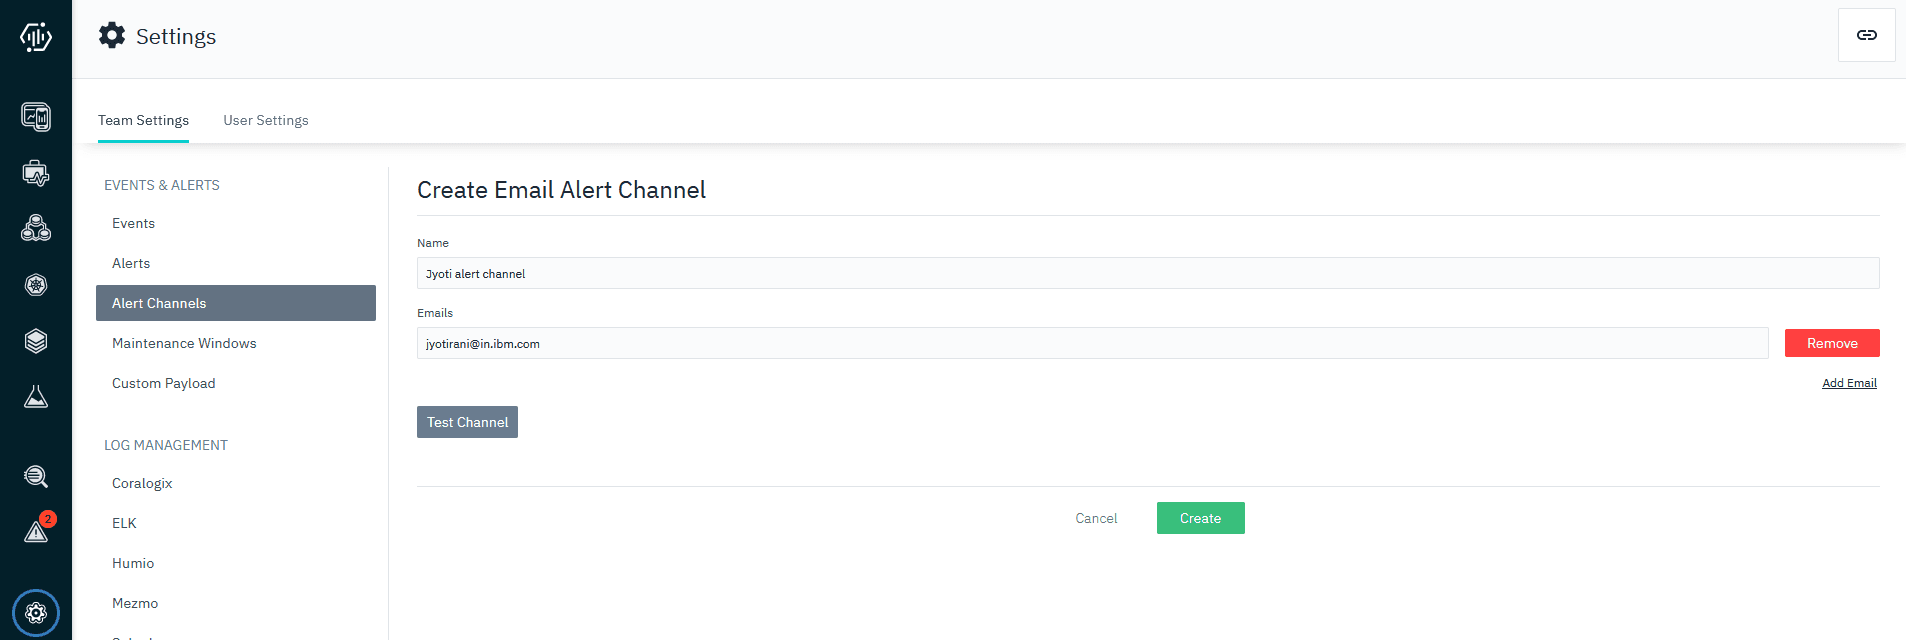 Settings
Team Settings
User Settings
EVENTS & ALERTS
Events
Alerts
Alert Channels
Maintenance Windows
Custom Payload
LOG MANAGEMENT
Coralogix
ELK
Humio
Mezmo
2
Create Email Alert Channel
Name
Jyoti alert channel
Emails
jyotirani@in.ibm.com
Remove
Add Email
Test Channel
Cancel
Create